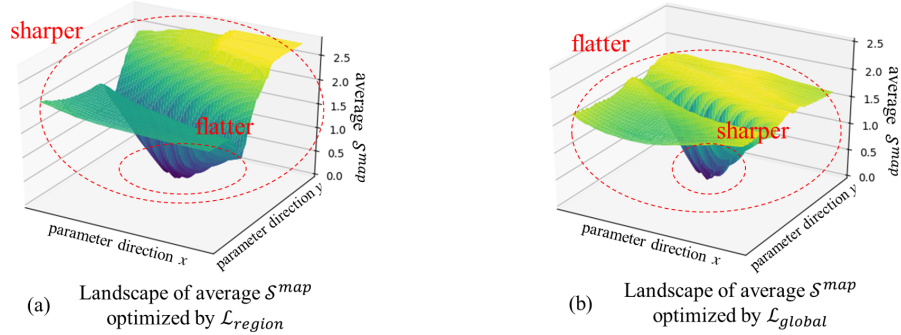 sharper
flatter
2.5
2.0
1.5
1.0
0.5
0.0
average 𝒮^map
parameter direction x
parameter direction y
(a) Landscape of average 𝒮^map
optimized by ℒ_region
flatter
sharper
2.5
2.0
1.5
1.0
0.5
0.0
average 𝒮^map
parameter direction x
parameter direction y
(b) Landscape of average 𝒮^map
optimized by ℒ_global